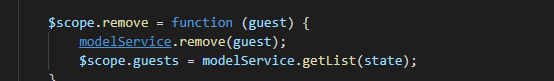 $scope.remove = function (guest) {
modelService.remove(guest);
$scope.guests = modelService.getList(state);
}